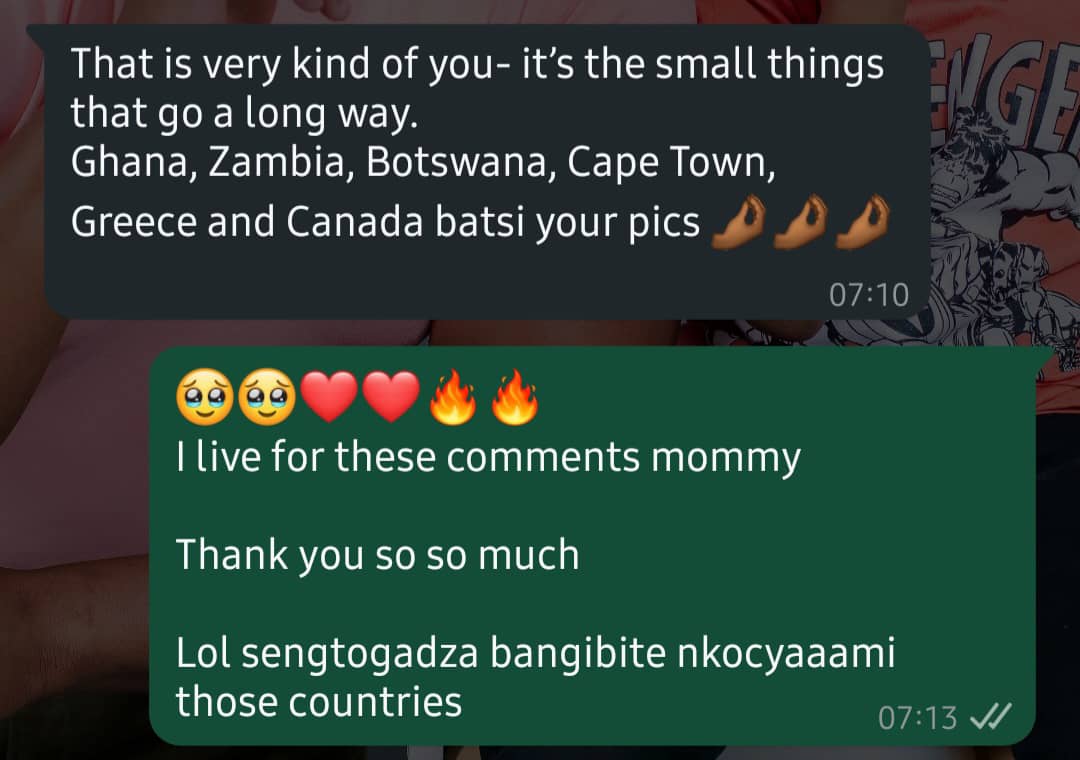 ENGE
That is very kind of you- it’s the small things
that go a long way.
Ghana, Zambia, Botswana, Cape Town,
Greece and Canada batsi your pics 👌🏾👌🏾👌🏾
07:10
🥹🥹❤️❤️🔥🔥
I live for these comments mommy
Thank you so so much
Lol sengtogadza bangibite nkocyaaami
those countries
07:13